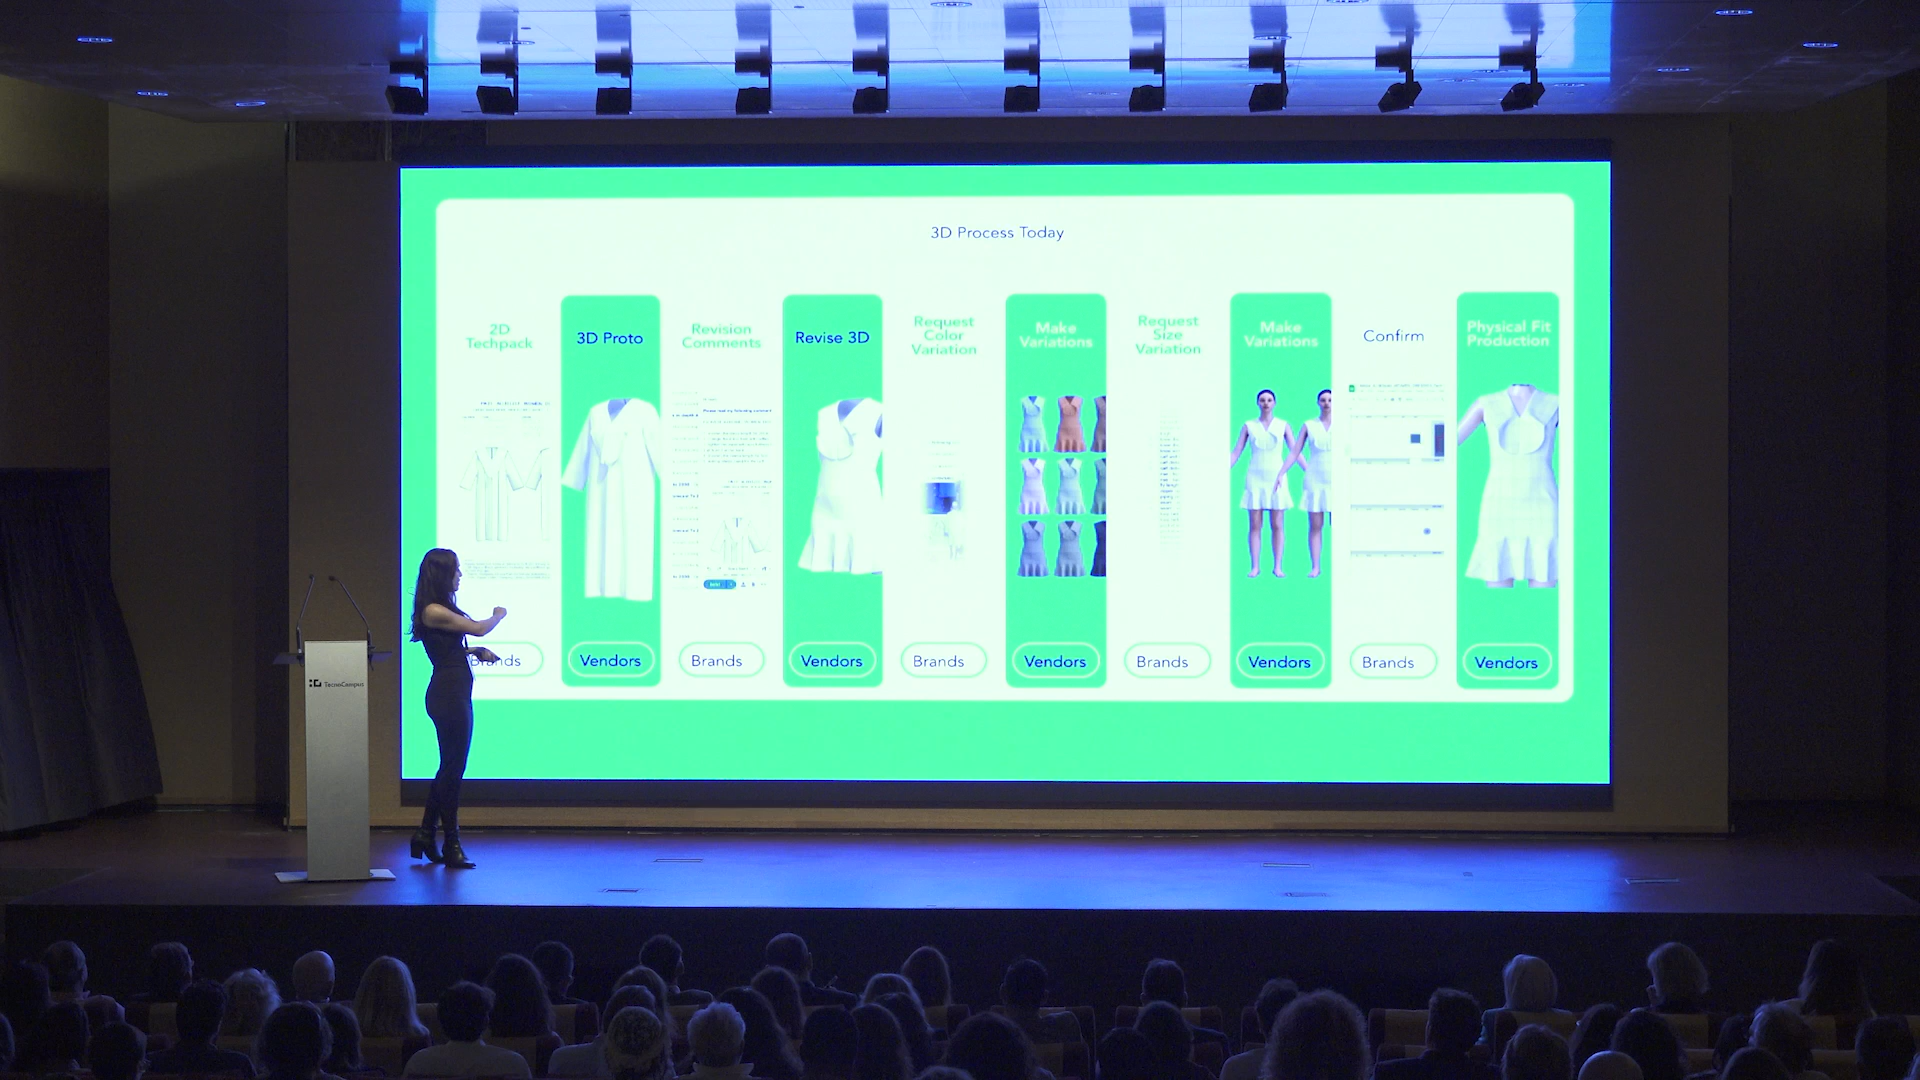 3D Process Today
2D
Techpack
3D Proto
Revision
Comments
Revise 3D
Request
Color
Variation
Make
Variations
Request
Size
Variation
Make
Variations
Confirm
Physical Fit
Production
Brands
Vendors
Brands
Vendors
Brands
Vendors
Brands
Vendors
Brands
Vendors
TecnoCampus